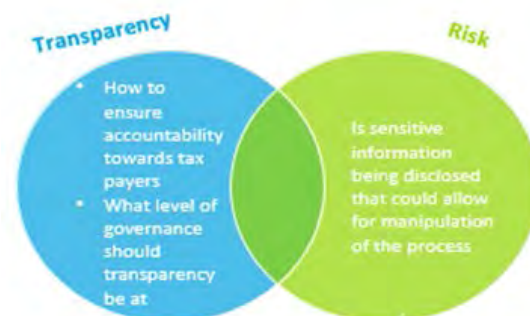 Transparency
Risk
• How to
ensure
accountability
towards tax
payers
• What level of
governance
should
transparency
be at
Is sensitive
information
being disclosed
that could allow
for manipulation
of the process